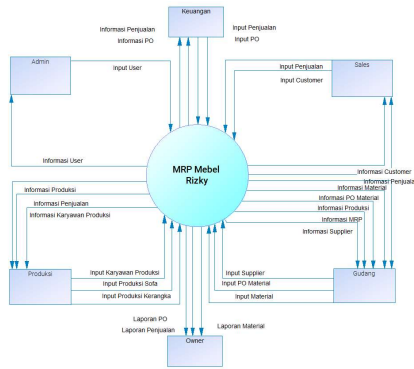 Keuangan
Informasi Penjualan
Informasi PO
Input Penjualan
Input PO
Admin
Input User
Sales
Input Penjualan
Input Customer
MRP Mebel
Rizky
Informasi User
Informasi Customer
Informasi Penjuala
Informasi Material
Informasi PO Material
Informasi Produksi
Informasi MRP
Informasi Supplier
Informasi Produksi
Informasi Penjualan
Informasi Karyawan Produksi
Produksi
Input Karyawan Produksi
Input Produksi Sofa
Input Produksi Kerangka
Gudang
Input Supplier
Input PO Material
Input Material
Laporan PO
Laporan Penjualan
Laporan Material
Owner